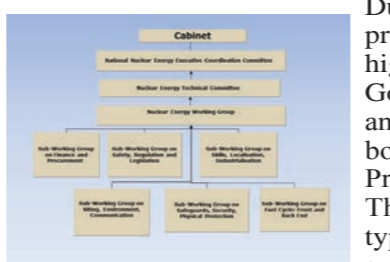 Cabinet
National Nuclear Energy Executive Coordination Committee
Nuclear Energy Technical Committee
Nuclear Energy Working Group
Sub-Working Group
on Finance and
Procurement
Sub-Working Group on
Safety, Regulation and
Legislation
Sub-Working Group on
Skills, Localisation,
Industrialisation
Sub-Working Group
on Siting, Environment,
Communication
Sub-Working Group on
Safeguards, Security,
Physical Protection
Sub-Working Group on
Fuel Cycle: Front and
Back End
Du
pr
hig
Go
an
bo
Pr
Th
typ